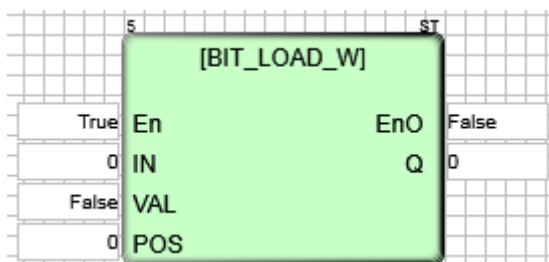 5 ST
[BIT_LOAD_W]
True En EnO False
0 IN Q 0
False VAL
0 POS